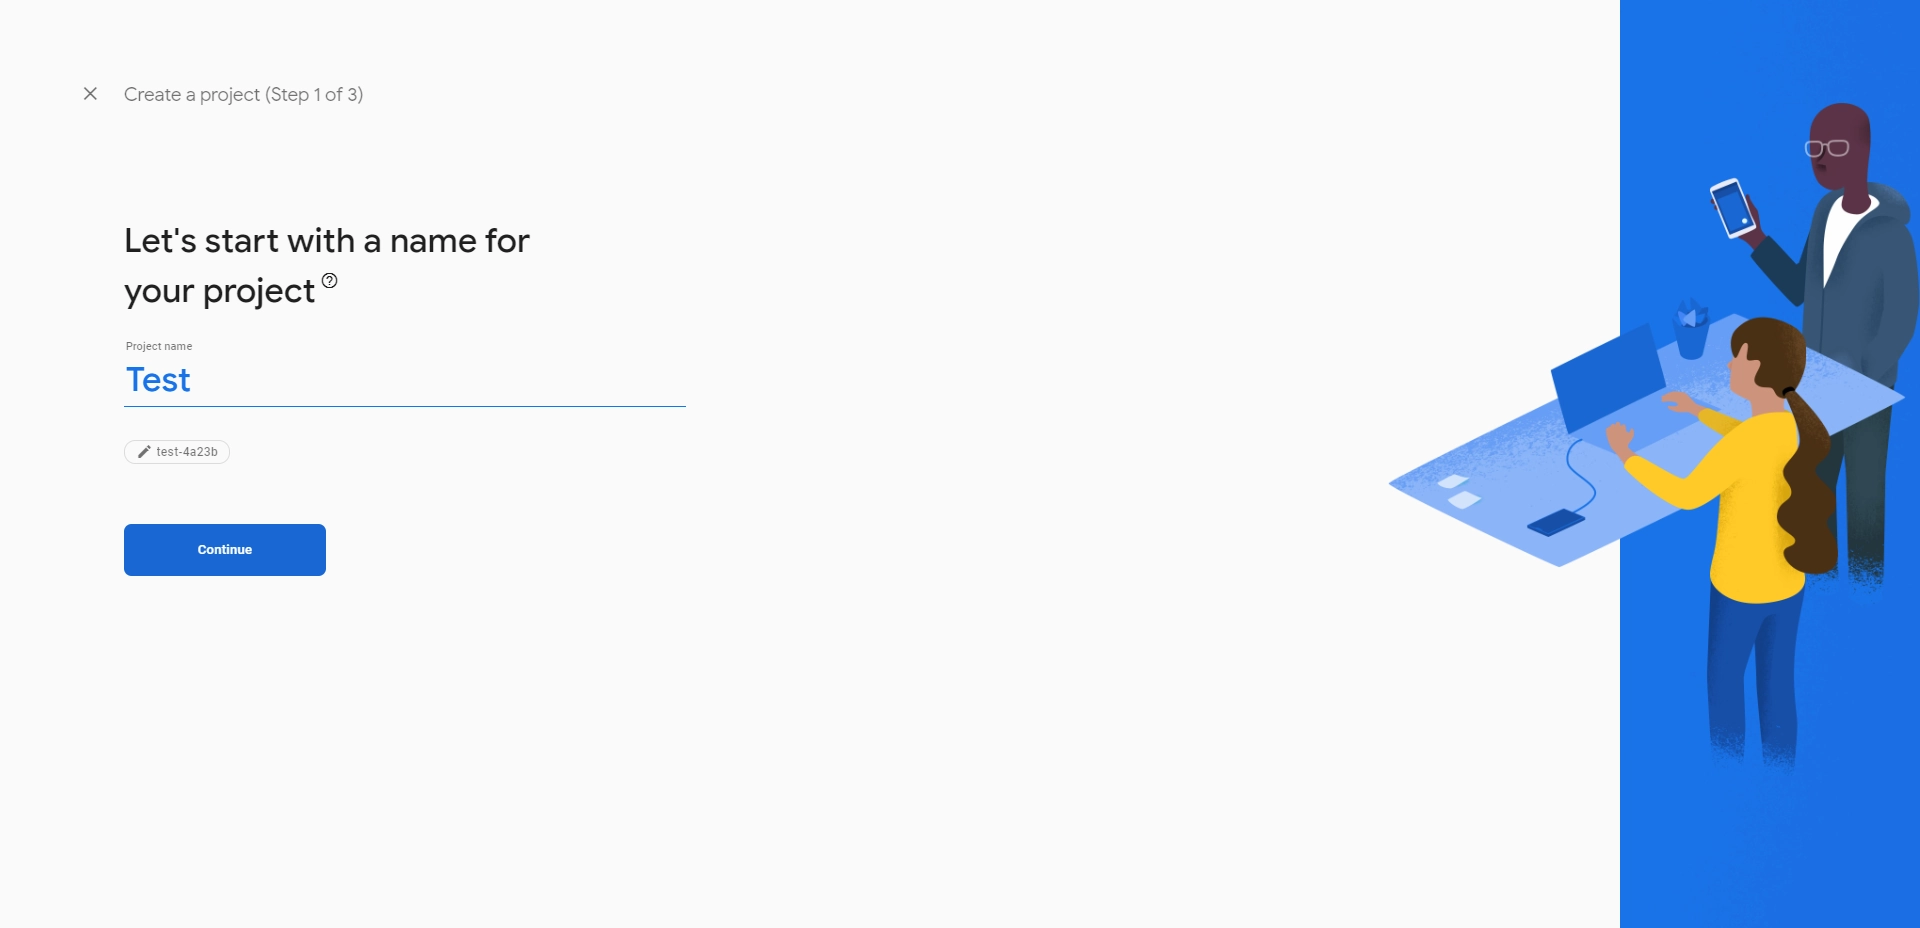 Create a project (Step 1 of 3)
Let's start with a name for
your project
Project name
Test
test-4a23b
Continue